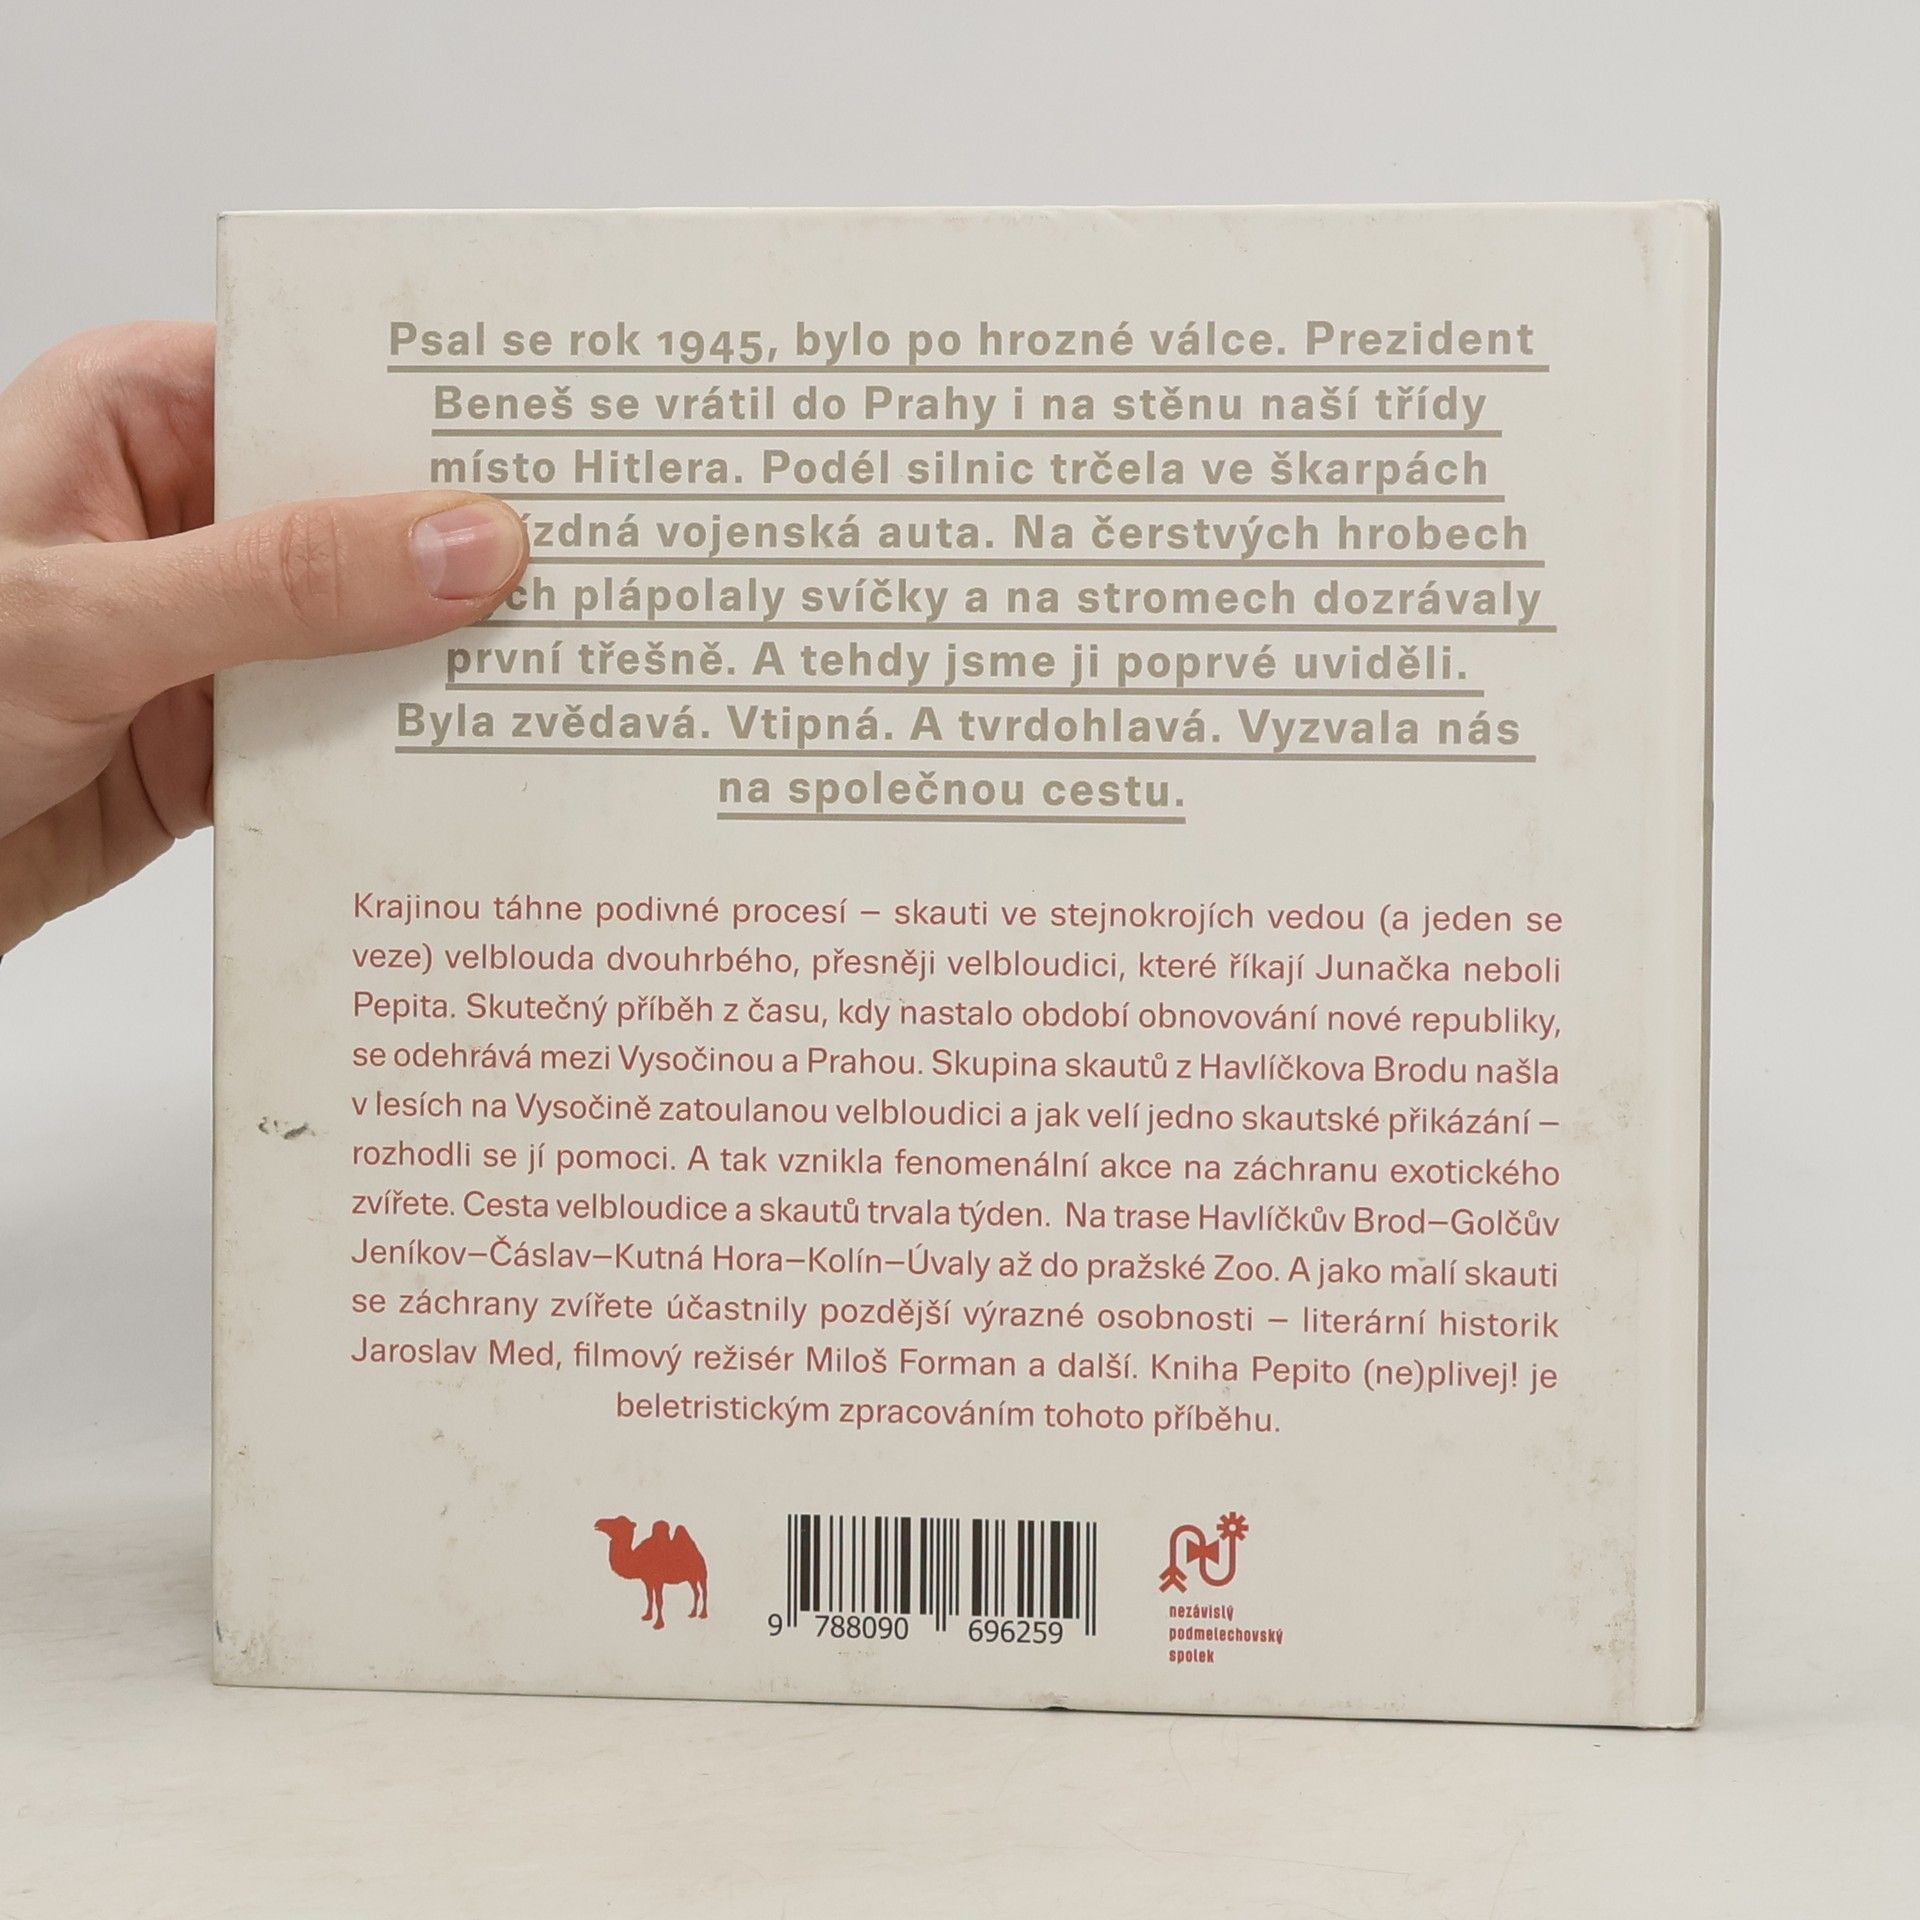 Psal se rok 1945, bylo po hrozné válce. Prezident
Beneš se vrátil do Prahy i na stěnu naší třídy
místo Hitlera. Podél silnic trčela ve škarpách
vojenská auta. Na čerstvých hrobech
plápolaly svíčky a na stromech dozrávaly
první třešně. A tehdy jsme ji poprvé uviděli.
Byla zvědavá. Vtipná. A tvrdohlavá. Vyzvala nás
na společnou cestu.
Krajinou táhne podivné procesí – skauti ve stejnokrojích vedou (a jeden se
veze) velblouda dvouhrbého, přesněji velbloudici, které říkají Junačka neboli
Pepita. Skutečný příběh z času, kdy nastalo období obnovování nové republiky,
se odehrává mezi Vysočinou a Prahou. Skupina skautů z Havlíčkova Brodu našla
v lesích na Vysočině zatoulanou velbloudici a jak velí jedno skautské přikázání –
rozhodli se jí pomoci. A tak vznikla fenomenální akce na záchranu exotického
zvířete. Cesta velbloudice a skautů trvala týden. Na trase Havlíčkův Brod–Golčův
Jeníkov–Čáslav–Kutná Hora–Kolín–Úvaly až do pražské Zoo. A jako malí skauti
se záchrany zvířete účastnily pozdější výrazné osobnosti – literární historik
Jaroslav Med, filmový režisér Miloš Forman a další. Kniha Pepito (ne)plivej! je
beletristickým zpracováním tohoto příběhu.
9 788090 696259
nezávislý
podmelechovský
spolek